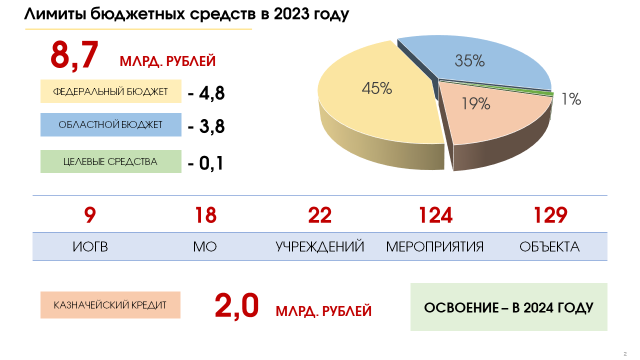 Лимиты бюджетных средств в 2023 году
8,7 МЛРД. РУБЛЕЙ
ФЕДЕРАЛЬНЫЙ БЮДЖЕТ - 4,8
ОБЛАСТНОЙ БЮДЖЕТ - 3,8
ЦЕЛЕВЫЕ СРЕДСТВА - 0,1
35%
45%
19%
1%
9 18 22 124 129
ИОГВ МО УЧРЕЖДЕНИЙ МЕРОПРИЯТИЯ ОБЪЕКТА
КАЗНАЧЕЙСКИЙ КРЕДИТ 2,0 МЛРД. РУБЛЕЙ ОСВОЕНИЕ – В 2024 ГОДУ
2